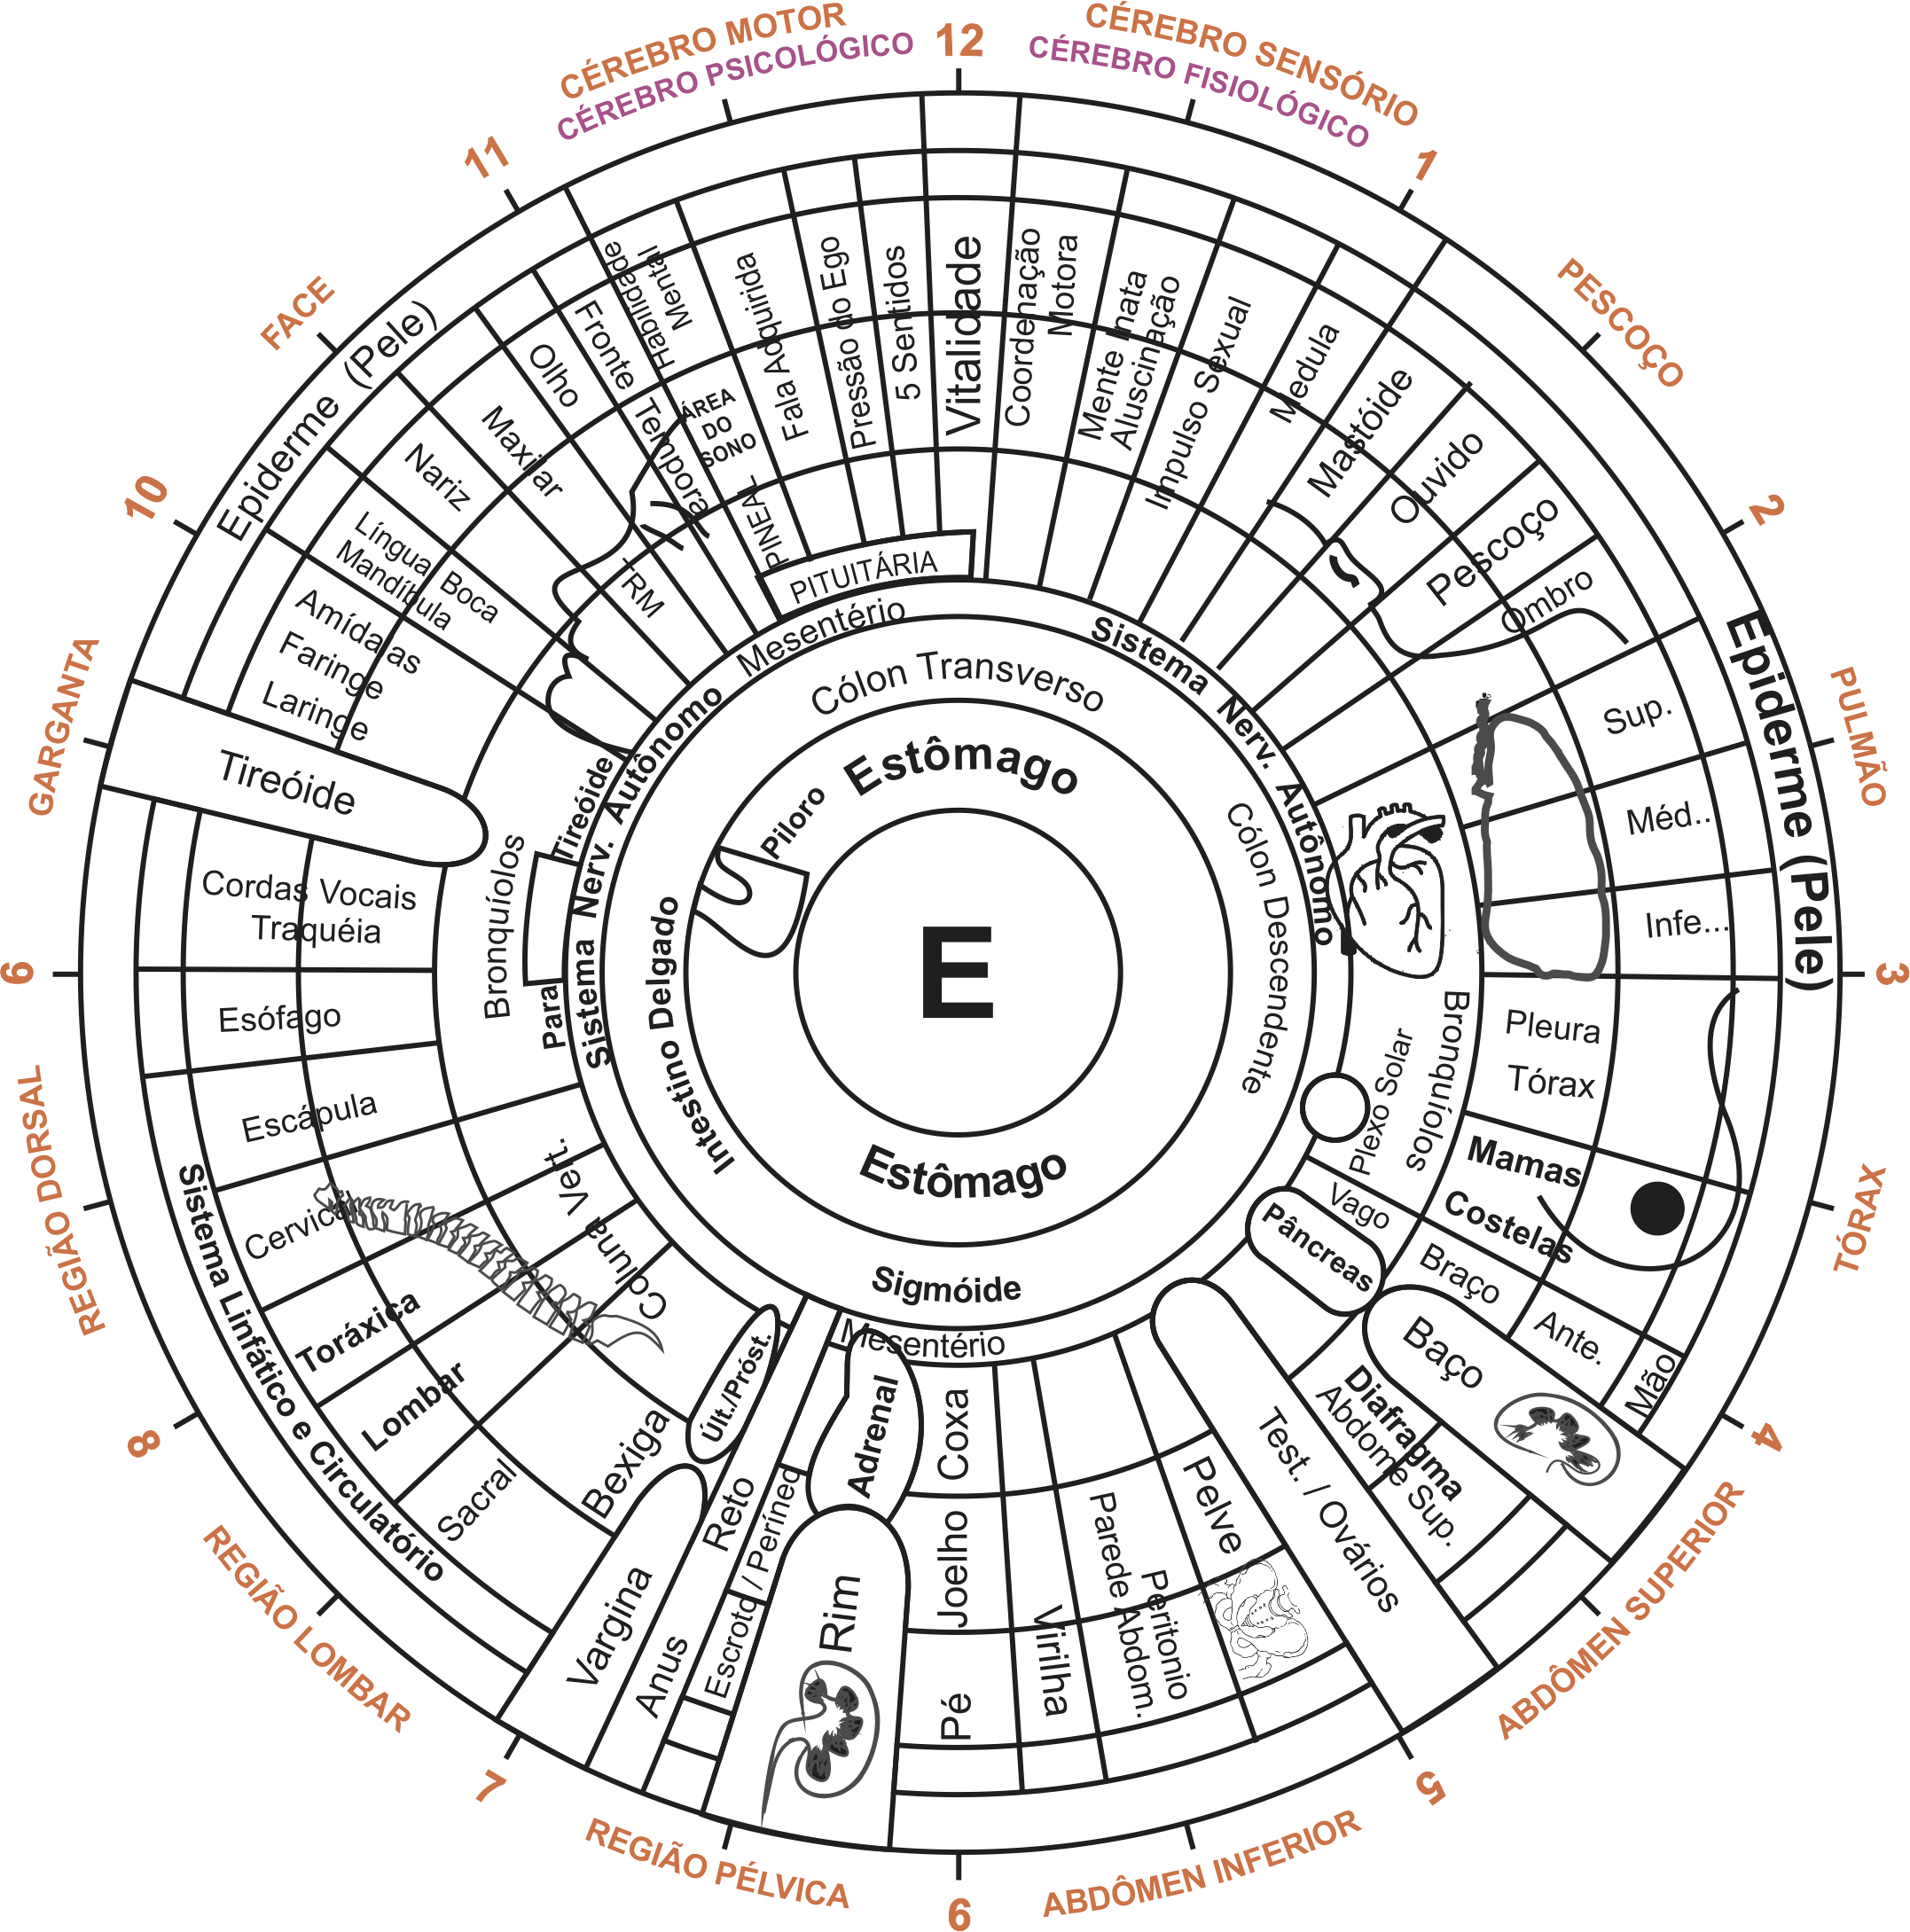 CÉREBRO MOTOR
CÉREBRO PSICOLÓGICO
12
CÉREBRO SENSÓRIO
CÉREBRO FISIOLÓGICO
1
PESCOÇO
2
PULMÃO
3
TÓRAX
4
ABDÔMEN SUPERIOR
5
ABDÔMEN INFERIOR
6
REGIÃO PÉLVICA
7
REGIÃO LOMBAR
8
REGIÃO DORSAL
9
GARGANTA
10
FACE
11
Epiderme (Pele)
Habilidade
Mental
Fala Adquirida
Pressão do Ego
5 Sentidos
Vitalidade
Coordenação
Motora
Mente Inata
Aluscinação
Impulso Sexual
Medula
Mastóide
Ouvido
Pescoço
Ombro
Epiderme (Pele)
Sup.
Méd..
Infe...
Pleura
Tórax
Mamas
Costelas
Braço
Ante.
Mão
Baço
Diafragma
Abdome Sup.
Test. / Ovários
Pelve
Peritonio
Parede Abdom.
Virilha
Coxa
Joelho
Pé
Adrenal
Rim
Escroto / Períneo
Reto
Anus
Vargina
Bexiga
Últ./Próst.
Sacral
Lombar
Toráxica
Cervical
Coluna Vert.
Sistema Linfático e Circulatório
Escápula
Esófago
Cordas Vocais
Traquéia
Tireóide
Amídalas
Faringe
Laringe
Língua Boca
Mandíbula
Nariz
Maxilar
Olho
Fronte
Temporal
TRM
ÁREA
DO
SONO
PINEAL
PITUITÁRIA
Mesentério
Sistema Nerv. Autônomo
Sistema Nerv. Autônomo
Bronquíolos
Para
Tireóide
Bronquíolos
Plexo Solar
Vago
Pâncreas
Mesentério
Cólon Transverso
Cólon Descendente
Sigmóide
Intestino Delgado
Piloro
Estômago
E
Estômago